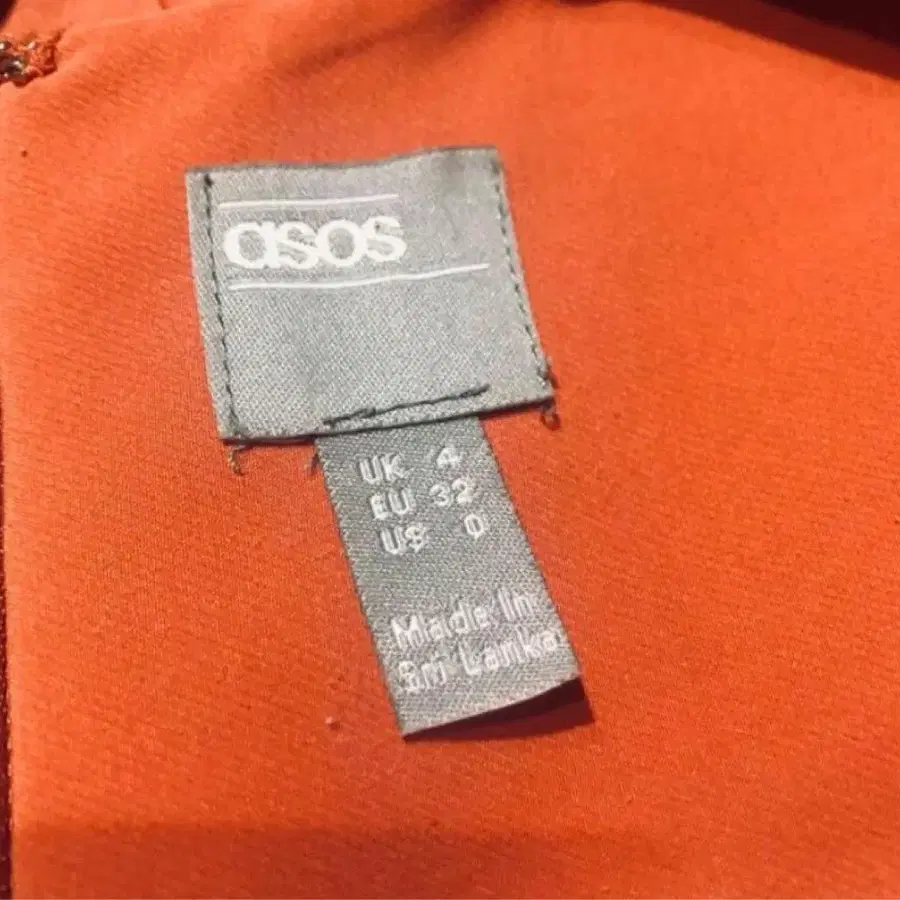 asos
UK 4
EU 32
US 0
Made In
Sri Lanka